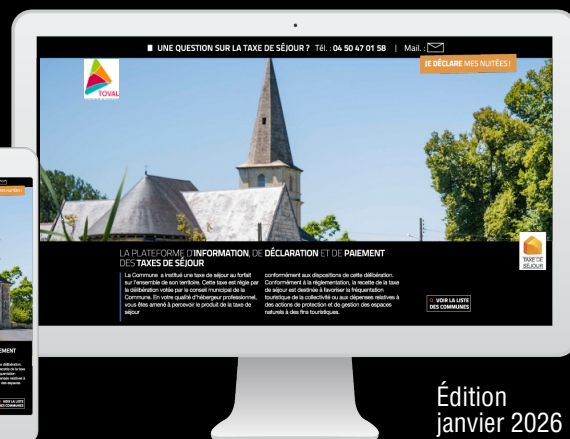 UNE QUESTION SUR LA TAXE DE SÉJOUR ? Tél. : 04 50 47 01 58 | Mail. :
JE DÉCLARE MES NUITÉES !
TOVAL
LA PLATEFORME D'INFORMATION, DE DÉCLARATION ET DE PAIEMENT
DES TAXES DE SÉJOUR
La Commune a institué une taxe de séjour au forfait
sur l'ensemble de son territoire. Cette taxe est régie par
la délibération votée par le conseil municipal de la
Commune. En votre qualité d'hébergeur professionnel,
vous êtes amené à percevoir le produit de la taxe de
séjour
conformément aux dispositions de cette délibération.
Conformément à la réglementation, la recette de la taxe
de séjour est destinée à favoriser la fréquentation
touristique de la collectivité ou aux dépenses relatives à
des actions de protection et de gestion des espaces
naturels à des fins touristiques.
TAXE DE
SÉJOUR
VOIR LA LISTE
DES COMMUNES
Édition
janvier 2026